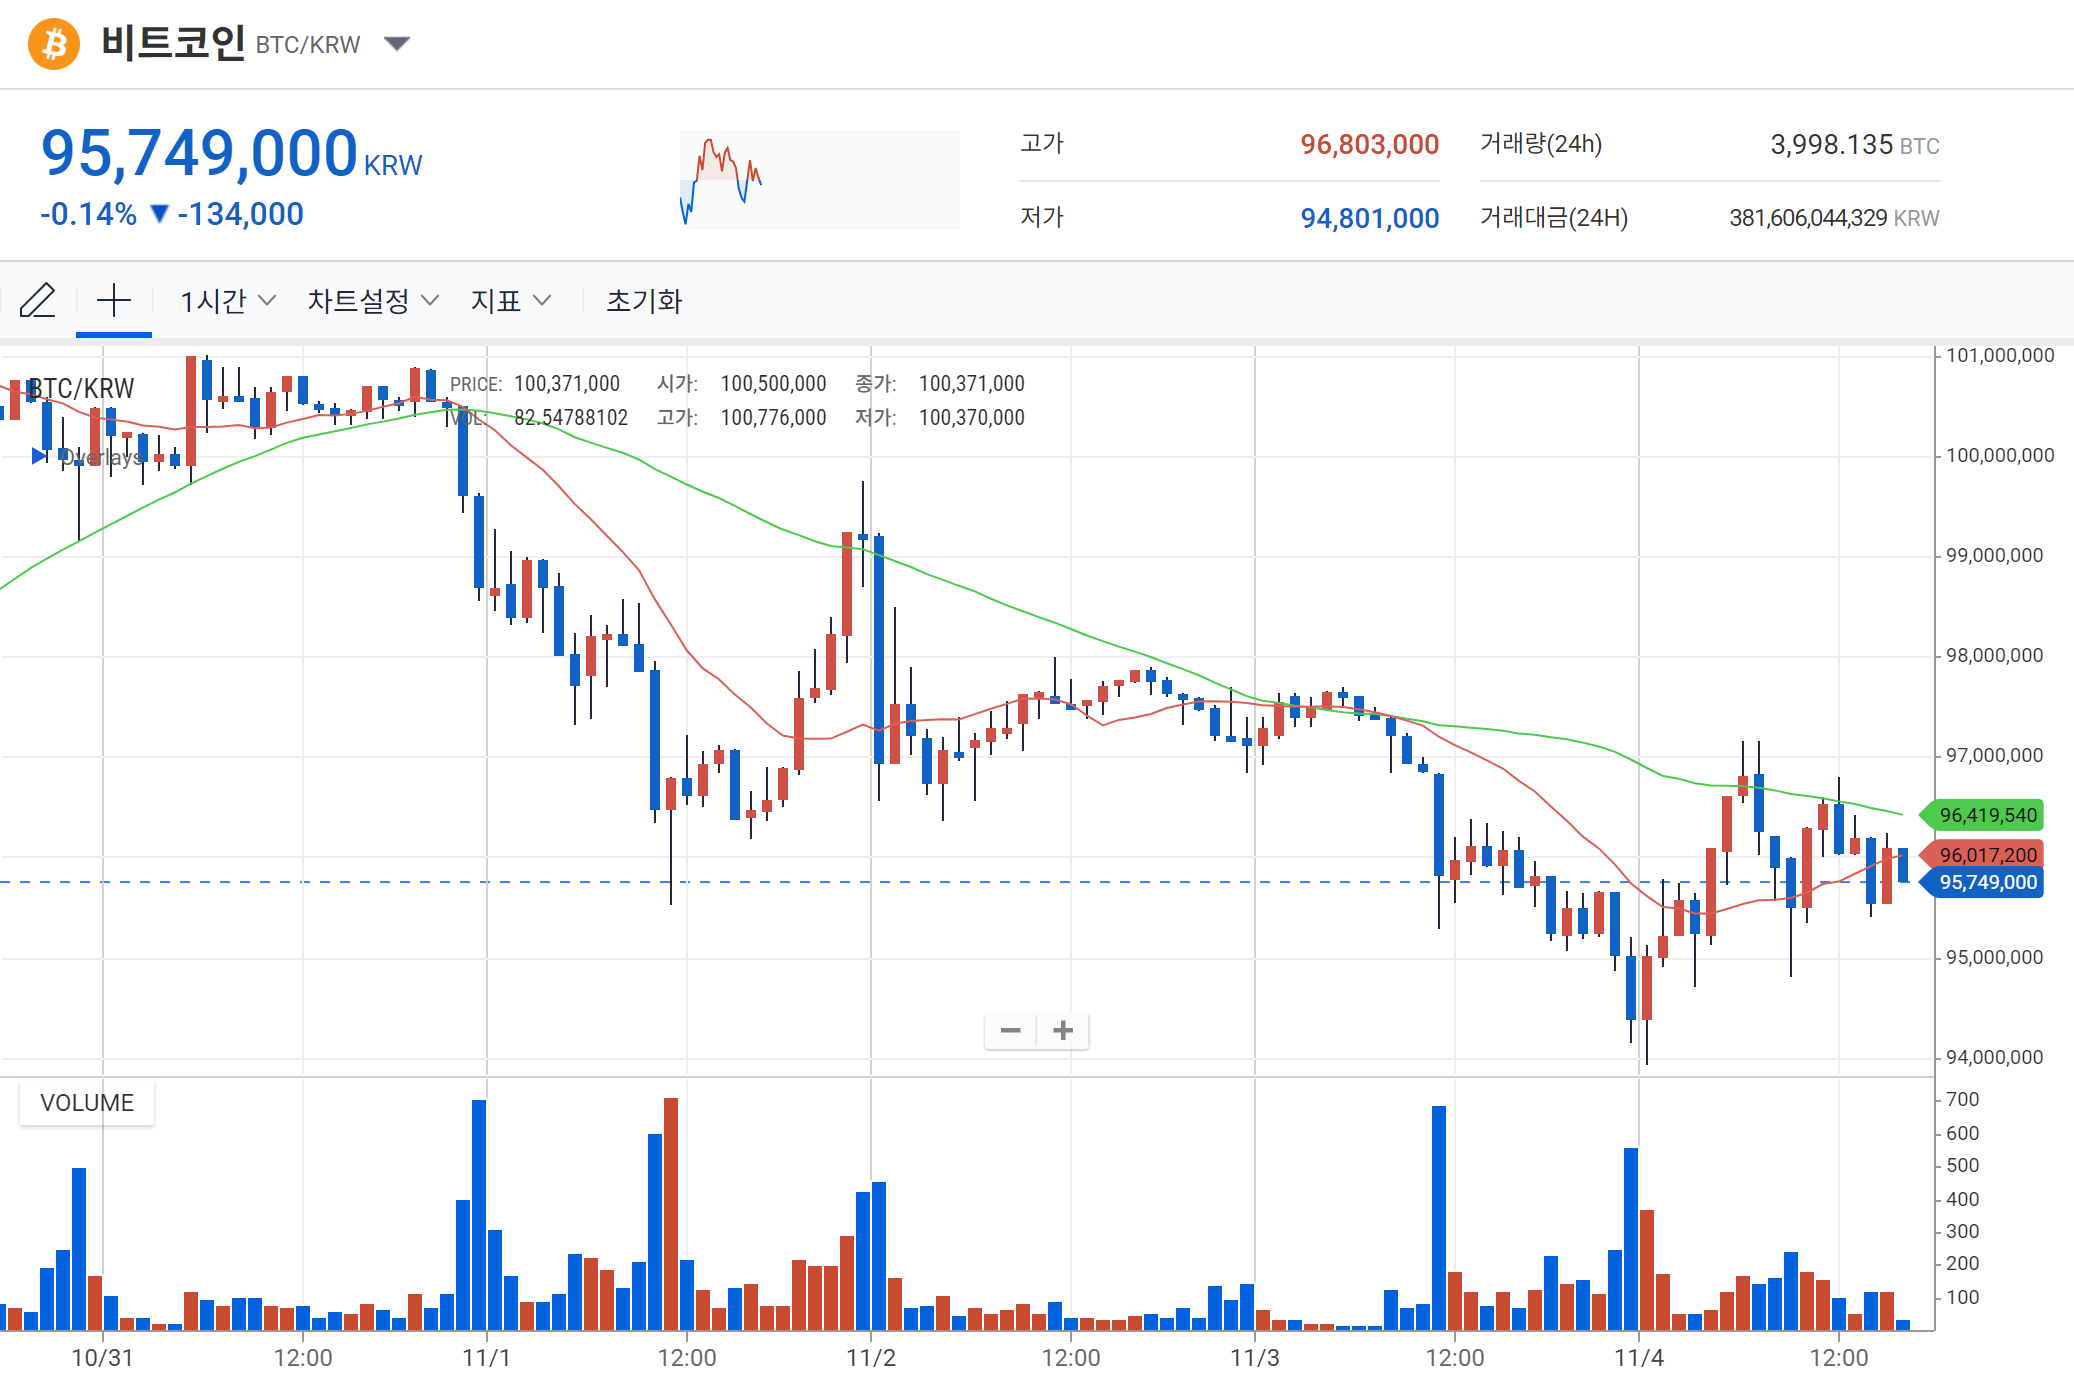 비트코인 BTC/KRW
95,749,000 KRW
-0.14% ▼ -134,000
고가 96,803,000
저가 94,801,000
거래량(24h) 3,998.135 BTC
거래대금(24H) 381,606,044,329 KRW
1시간 차트설정 지표 초기화
BTC/KRW
PRICE: 100,371,000 시가: 100,500,000 종가: 100,371,000
VOL: 82.54788102 고가: 100,776,000 저가: 100,370,000
Overlays
101,000,000
100,000,000
99,000,000
98,000,000
97,000,000
96,419,540
96,017,200
95,749,000
95,000,000
94,000,000
VOLUME
700
600
500
400
300
200
100
10/31 12:00 11/1 12:00 11/2 12:00 11/3 12:00 11/4 12:00